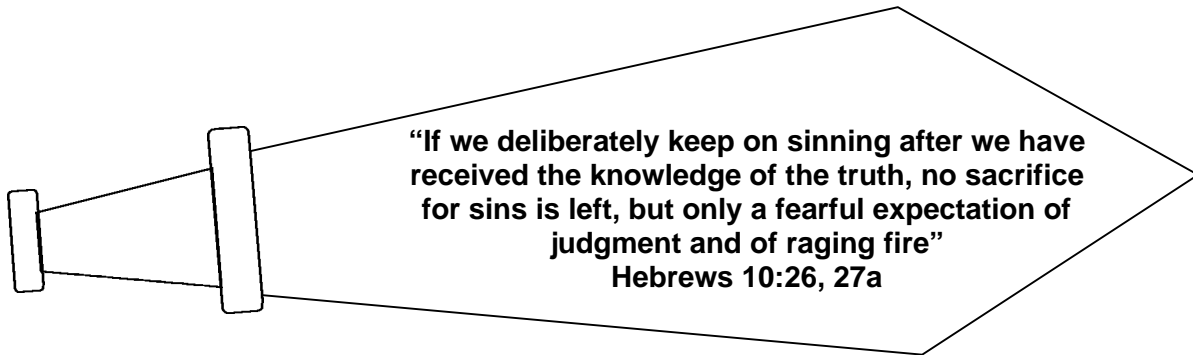 “If we deliberately keep on sinning after we have
received the knowledge of the truth, no sacrifice
for sins is left, but only a fearful expectation of
judgment and of raging fire”
Hebrews 10:26, 27a